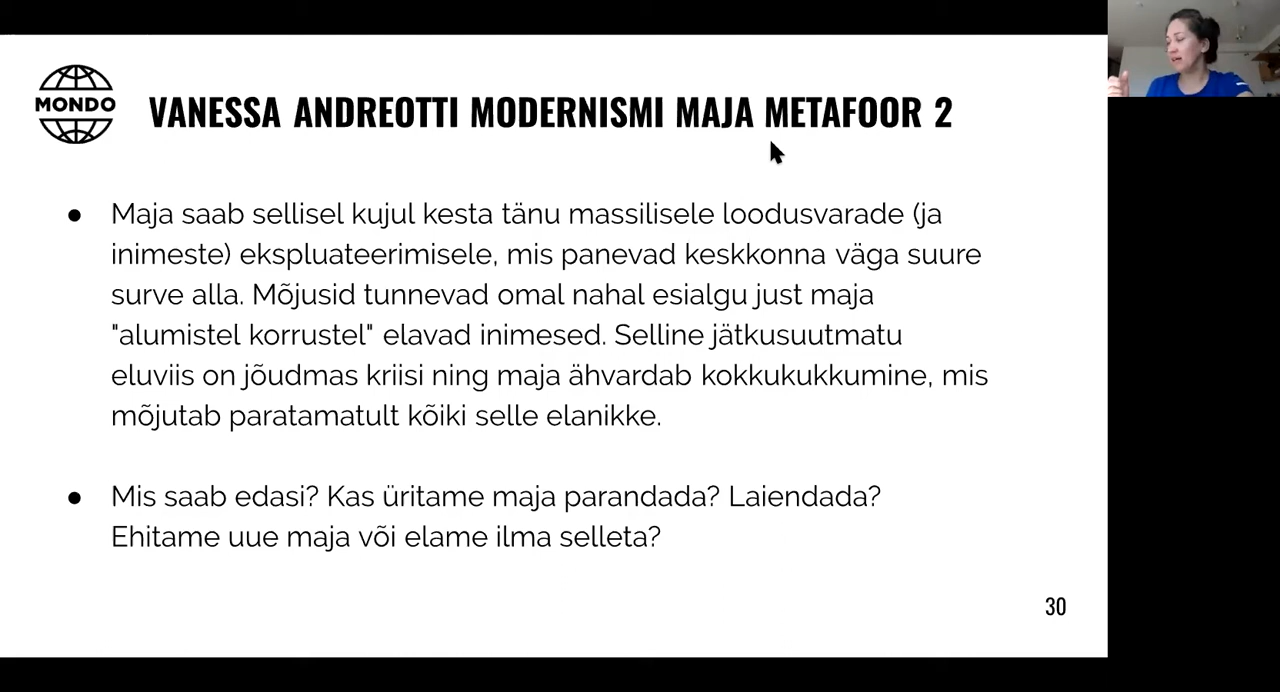 MONDO
VANESSA ANDREOTTI MODERNISMI MAJA METAFOOR 2
● Maja saab sellisel kujul kesta tänu massilisele loodusvarade (ja
inimeste) ekspluateerimisele, mis panevad keskkonna väga suure
surve alla. Mõjusid tunnevad omal nahal esialgu just maja
"alumistel korrustel" elavad inimesed. Selline jätkusuutmatu
eluviis on jõudmas kriisi ning maja ähvardab kokkukukkumine, mis
mõjutab paratamatult kõiki selle elanikke.
● Mis saab edasi? Kas üritame maja parandada? Laiendada?
Ehitame uue maja või elame ilma selleta?
30